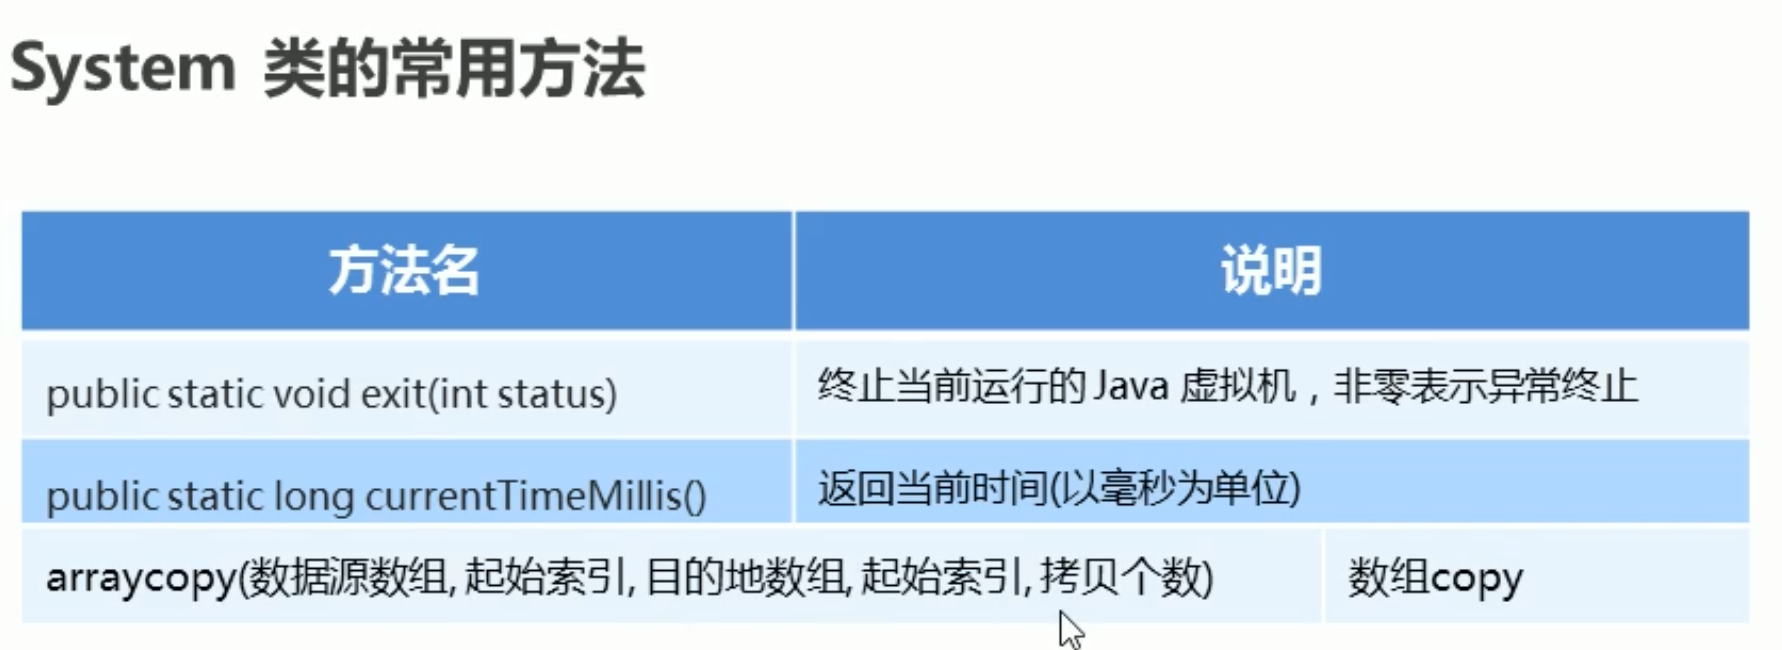 System 类的常用方法
方法名
说明
public static void exit(int status)
终止当前运行的 Java 虚拟机，非零表示异常终止
public static long currentTimeMillis()
返回当前时间(以毫秒为单位)
arraycopy(数据源数组, 起始索引, 目的地数组, 起始索引, 拷贝个数)
数组copy